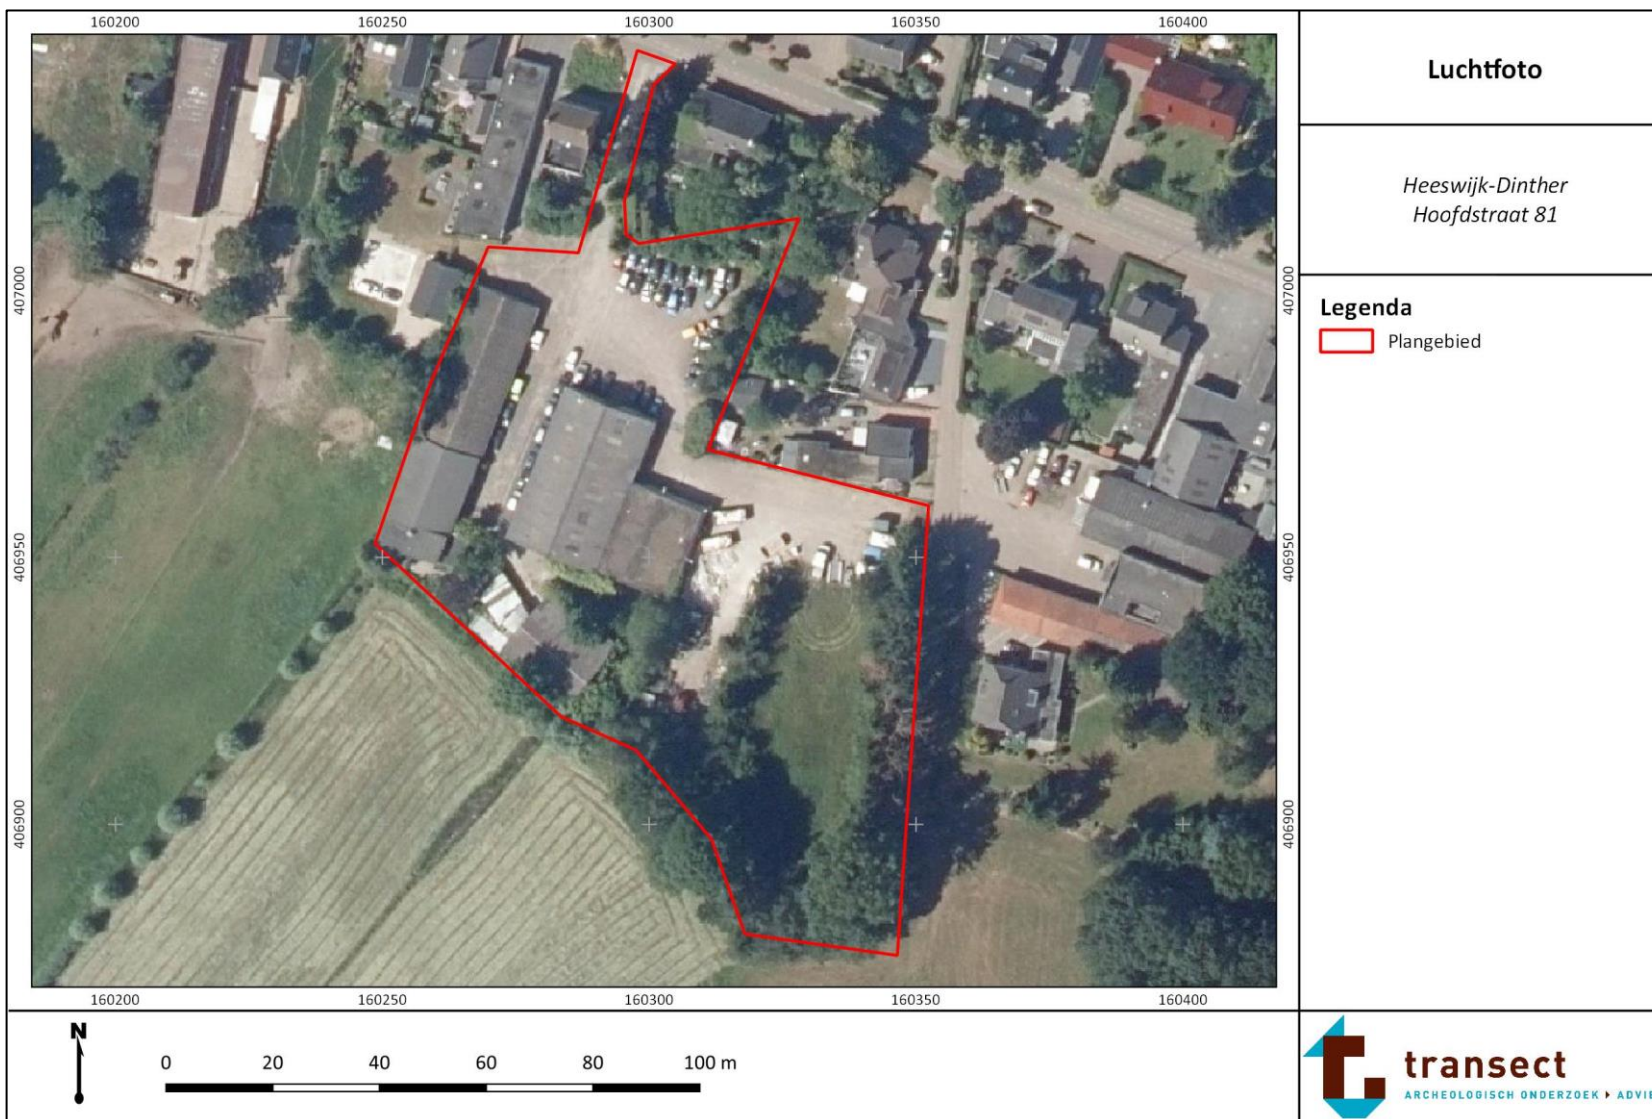 160200 160250 160300 160350 160400
407000 407000
406950 406950
406900 406900
160200 160250 160300 160350 160400
Luchtfoto
Heeswijk-Dinther
Hoofdstraat 81
Legenda
Plangebied
N
0 20 40 60 80 100 m
transect
ARCHEOLOGISCH ONDERZOEK ADVIE